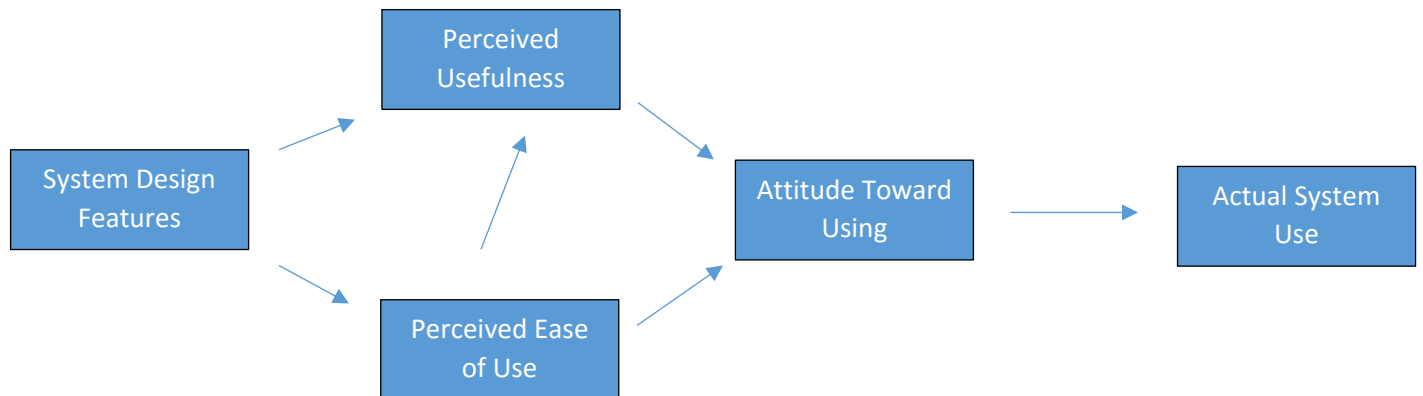 Perceived
Usefulness
System Design
Features
Attitude Toward
Using
Actual System
Use
Perceived Ease
of Use